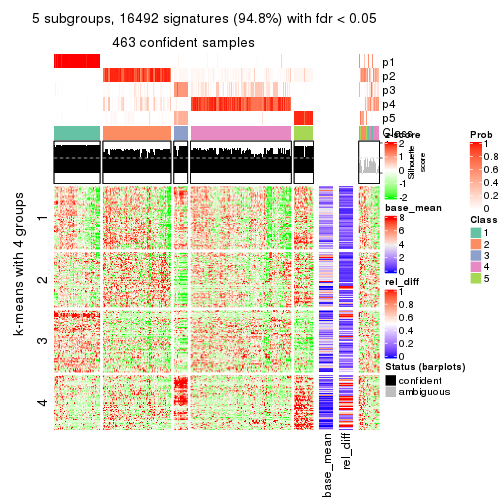 5 subgroups, 16492 signatures (94.8%) with fdr < 0.05
463 confident samples
p1
p2
p3
p4
p5
Class
z-score
2
1
0
-1
-2
Silhouette
score
Prob
1
0.8
0.6
0.4
0.2
0
Class
1
2
3
4
5
k-means with 4 groups
1
2
3
4
base_mean
8
6
4
2
0
rel_diff
1
0.8
0.6
0.4
0.2
0
Status (barplots)
confident
ambiguous
base_mean
rel_diff